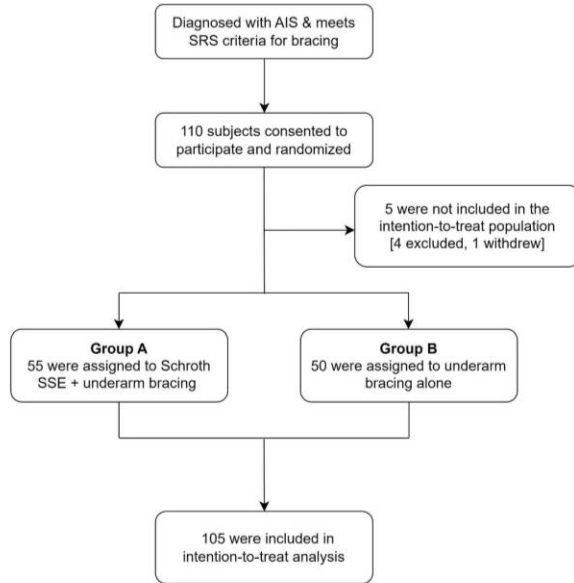 Diagnosed with AIS & meets
SRS criteria for bracing
110 subjects consented to
participate and randomized
5 were not included in the
intention-to-treat population
[4 excluded, 1 withdrew]
Group A
55 were assigned to Schroth
SSE + underarm bracing
Group B
50 were assigned to underarm
bracing alone
105 were included in
intention-to-treat analysis